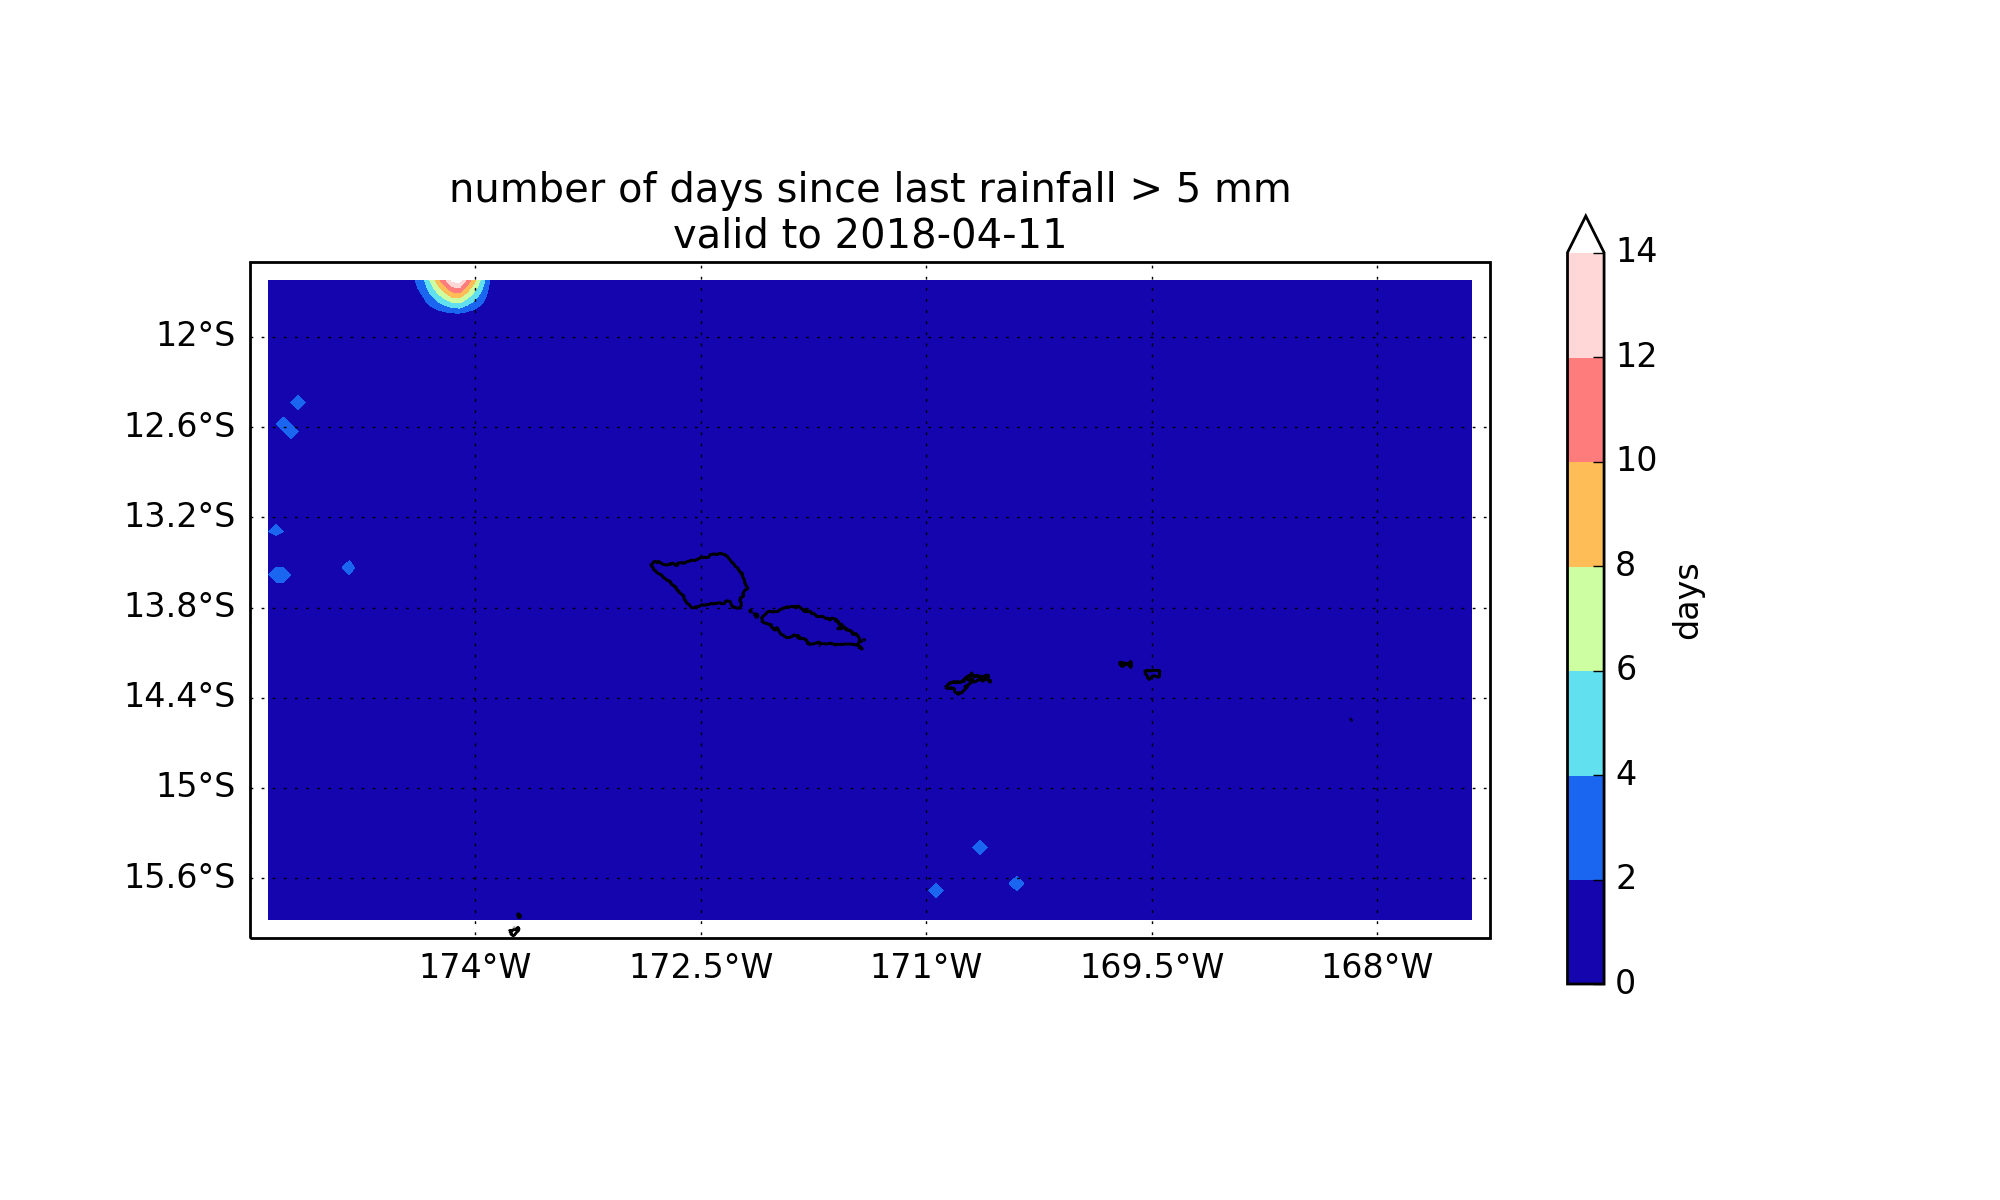 number of days since last rainfall > 5 mm
valid to 2018-04-11
12°S
12.6°S
13.2°S
13.8°S
14.4°S
15°S
15.6°S
174°W 172.5°W 171°W 169.5°W 168°W
14
12
10
8
6
4
2
0
days